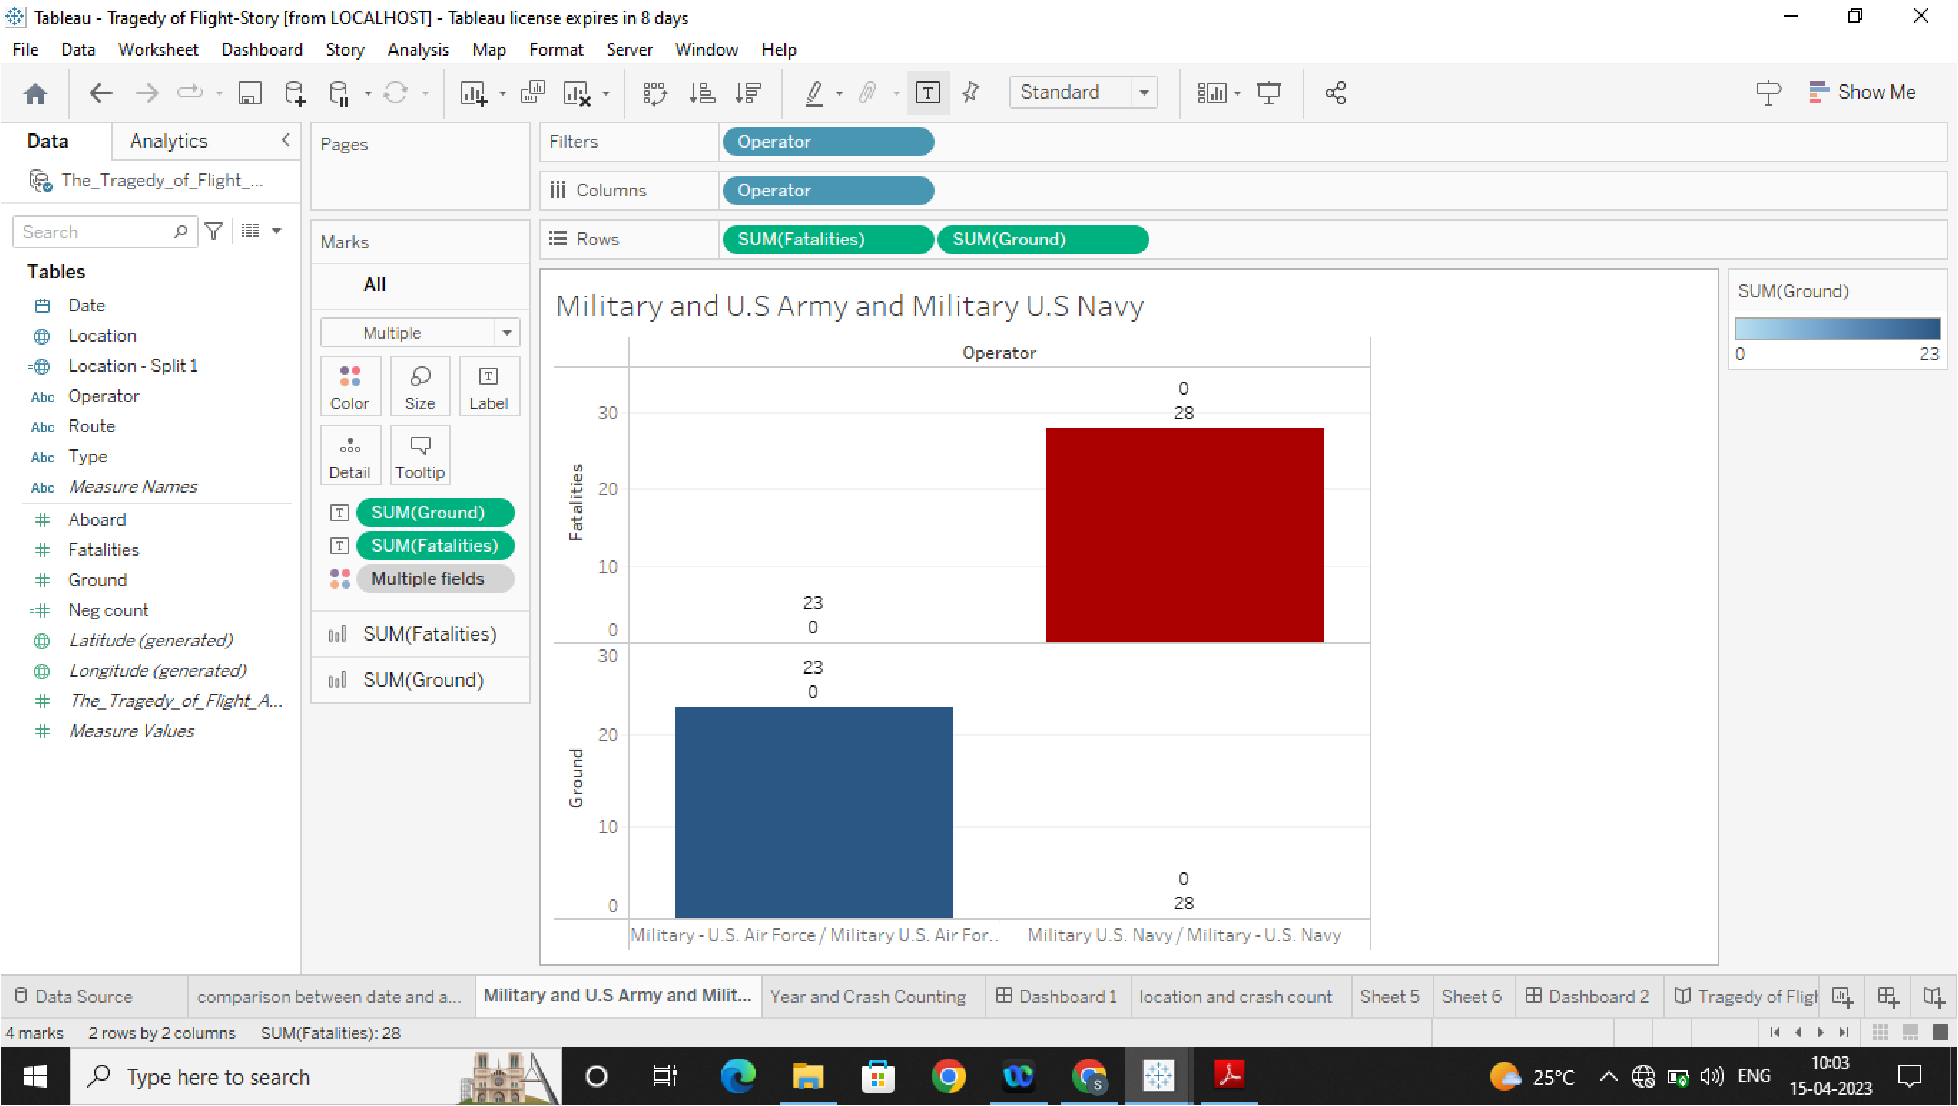 Tableau - Tragedy of Flight-Story [from LOCALHOST] - Tableau license expires in 8 days
File Data Worksheet Dashboard Story Analysis Map Format Server Window Help
Standard
Show Me
Data Analytics
The_Tragedy_of_Flight_...
Search
Tables
Date
Location
Location - Split 1
Abc Operator
Abc Route
Abc Type
Abc Measure Names
Aboard
Fatalities
Ground
Neg count
Latitude (generated)
Longitude (generated)
The_Tragedy_of_Flight_A...
Measure Values
Pages
Marks
All
Multiple
Color Size Label
Detail Tooltip
SUM(Ground)
SUM(Fatalities)
Multiple fields
SUM(Fatalities)
SUM(Ground)
Filters Operator
Columns Operator
Rows SUM(Fatalities) SUM(Ground)
Military and U.S Army and Military U.S Navy
Operator
Fatalities
30
20
10
0
0
28
23
0
Ground
30
20
10
0
23
0
0
28
Military - U.S. Air Force / Military U.S. Air For.. Military U.S. Navy / Military - U.S. Navy
SUM(Ground)
0 23
Data Source comparison between date and a... Military and U.S Army and Milit... Year and Crash Counting Dashboard 1 location and crash count Sheet 5 Sheet 6 Dashboard 2 Tragedy of Fligh
4 marks 2 rows by 2 columns SUM(Fatalities): 28
Type here to search
25°C ENG
10:03
15-04-2023